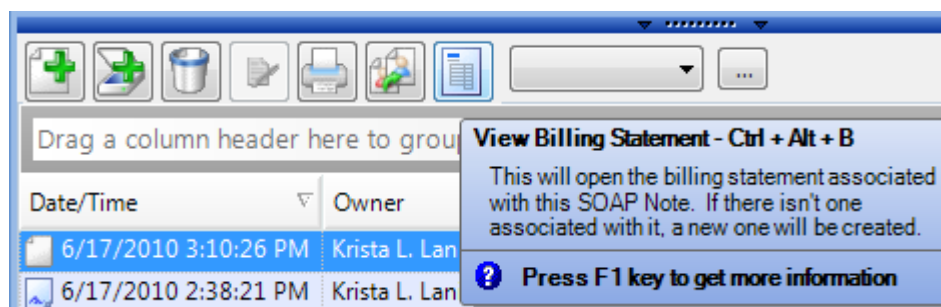 ...
Drag a column header here to grou
View Billing Statement - Ctrl + Alt + B
This will open the billing statement associated
with this SOAP Note. If there isn't one
associated with it, a new one will be created.
Press F1 key to get more information
Date/Time Owner
6/17/2010 3:10:26 PM Krista L. Lan
6/17/2010 2:38:21 PM Krista L. Lan